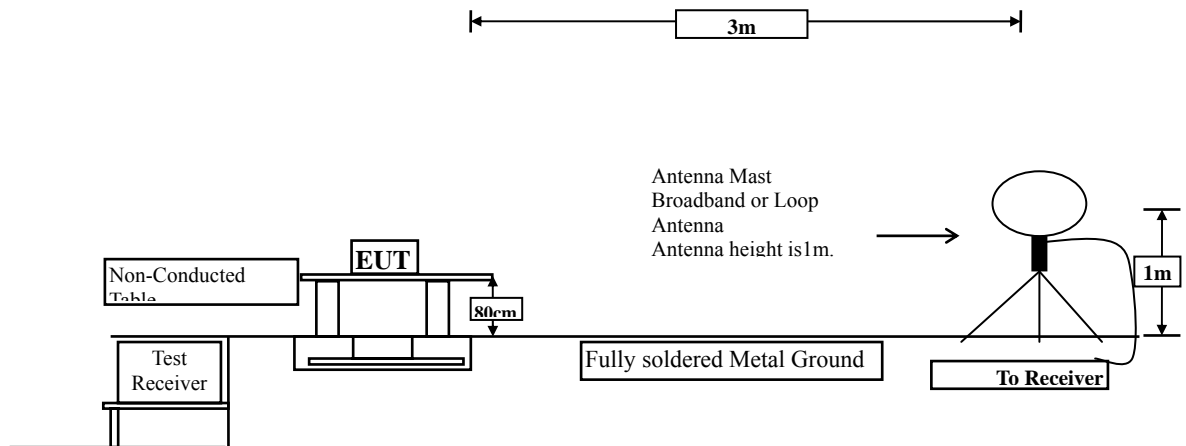 3m
Antenna Mast
Broadband or Loop
Antenna
Antenna height is1m.
EUT
Non-Conducted
Table
80cm
1m
Test
Receiver
Fully soldered Metal Ground
To Receiver